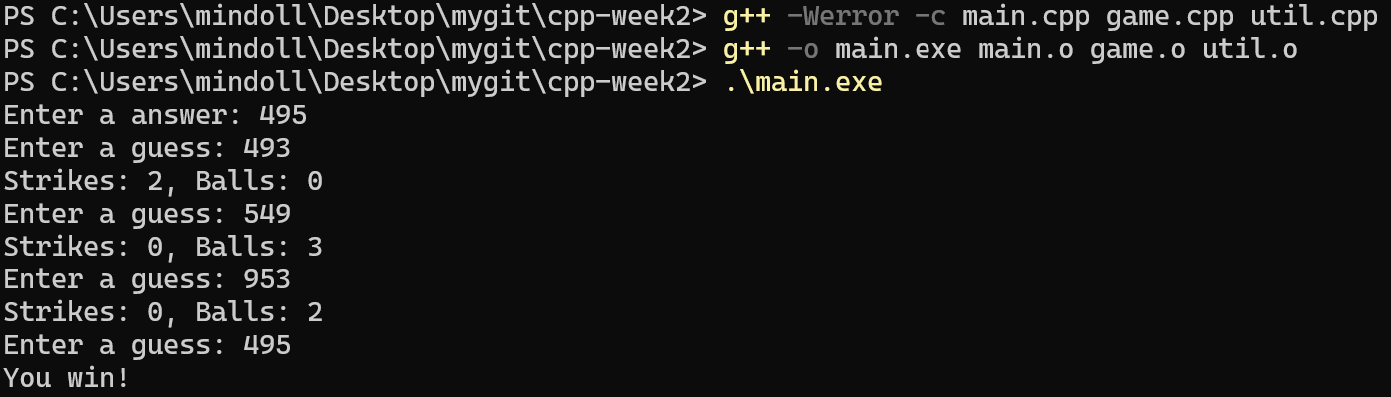 PS C:\Users\mindoll\Desktop\mygit\cpp-week2> g++ -Werror -c main.cpp game.cpp util.cpp
PS C:\Users\mindoll\Desktop\mygit\cpp-week2> g++ -o main.exe main.o game.o util.o
PS C:\Users\mindoll\Desktop\mygit\cpp-week2> .\main.exe
Enter a answer: 495
Enter a guess: 493
Strikes: 2, Balls: 0
Enter a guess: 549
Strikes: 0, Balls: 3
Enter a guess: 953
Strikes: 0, Balls: 2
Enter a guess: 495
You win!